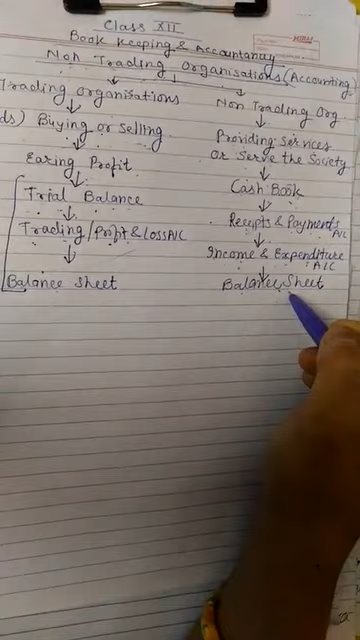 Class XII
Book Keeping & Accountancy
Non Trading Organisations (Accounting)
Trading Organisations
Non Trading Org.
ds) Buying or Selling
Providing Services
or Serve the Society
Earing Profit
Cash Book
Trial Balance
Receipts & Payments A/C
Trading/Profit & Loss A/C
Income & Expenditure A/C
Balance Sheet
Balance Sheet